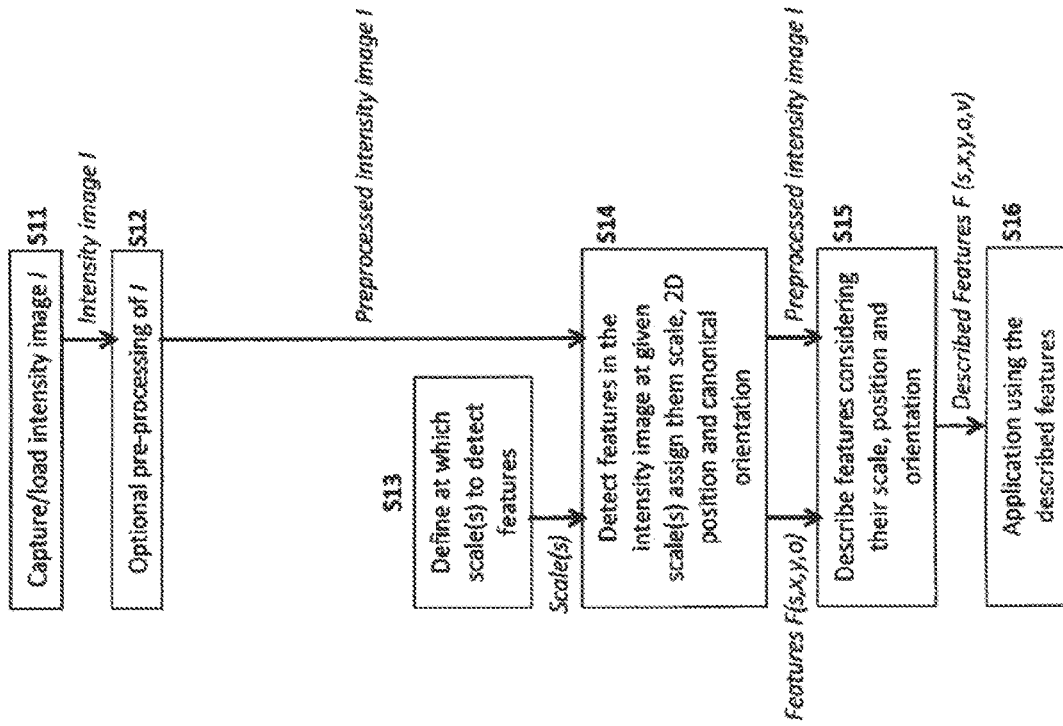 Capture/load intensity image I
S11
Intensity image I
Optional pre-processing of I
S12
Preprocessed intensity image I
S13
Define at which
scale(s) to detect
features
Scale(s)
Detect features in the
intensity image at given
scale(s) assign them scale, 2D
position and canonical
orientation
S14
Features F(s,x,y,o)
Preprocessed intensity image I
Describe features considering
their scale, position and
orientation
S15
Described Features F (s,x,y,o,v)
Application using the
described features
S16